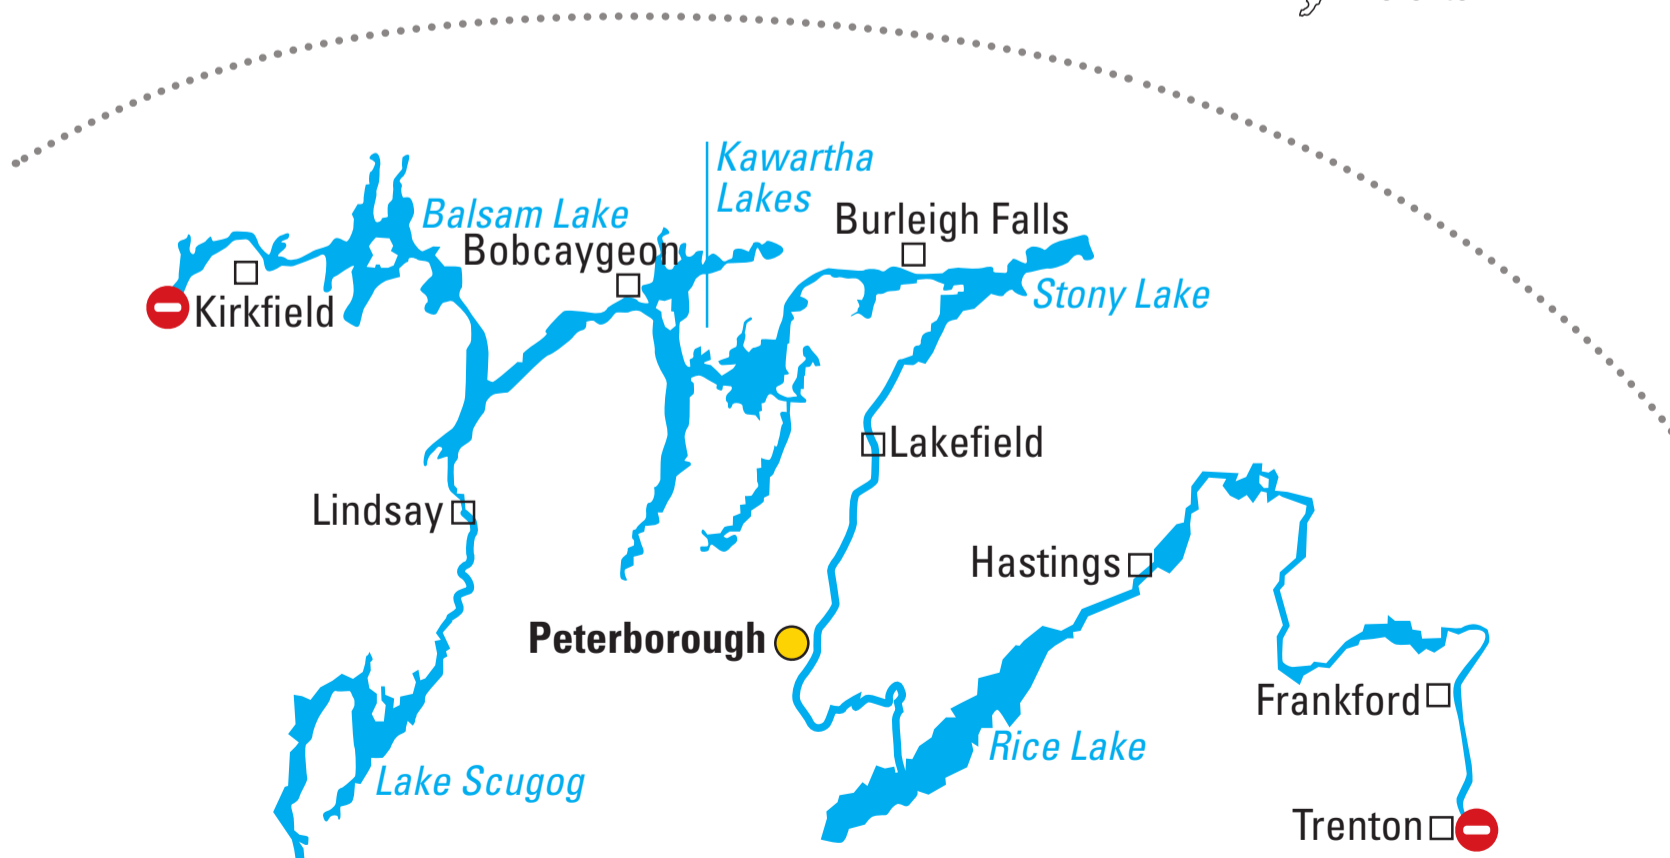 Kawartha
Lakes
Balsam Lake
Burleigh Falls
Bobcaygeon
Stony Lake
Kirkfield
Lakefield
Lindsay
Hastings
Peterborough
Frankford
Rice Lake
Lake Scugog
Trenton